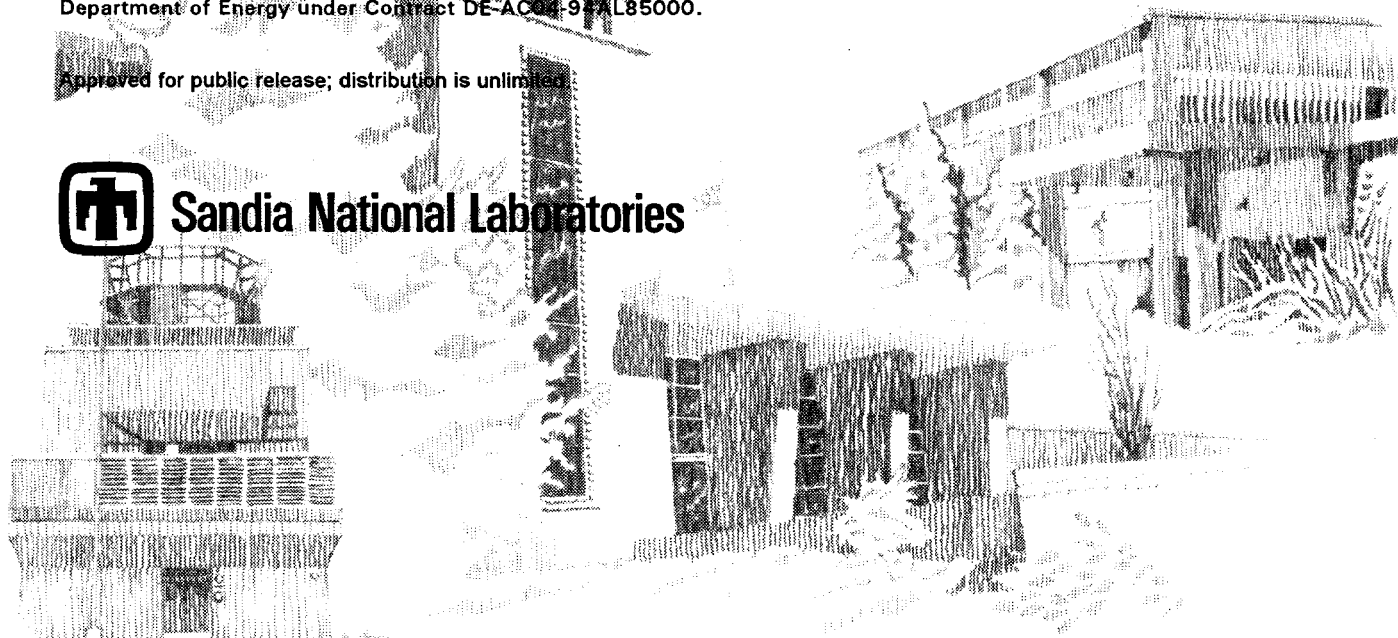 Department of Energy under Contract DE-AC04-94AL85000.
Approved for public release; distribution is unlimited.
Sandia National Laboratories